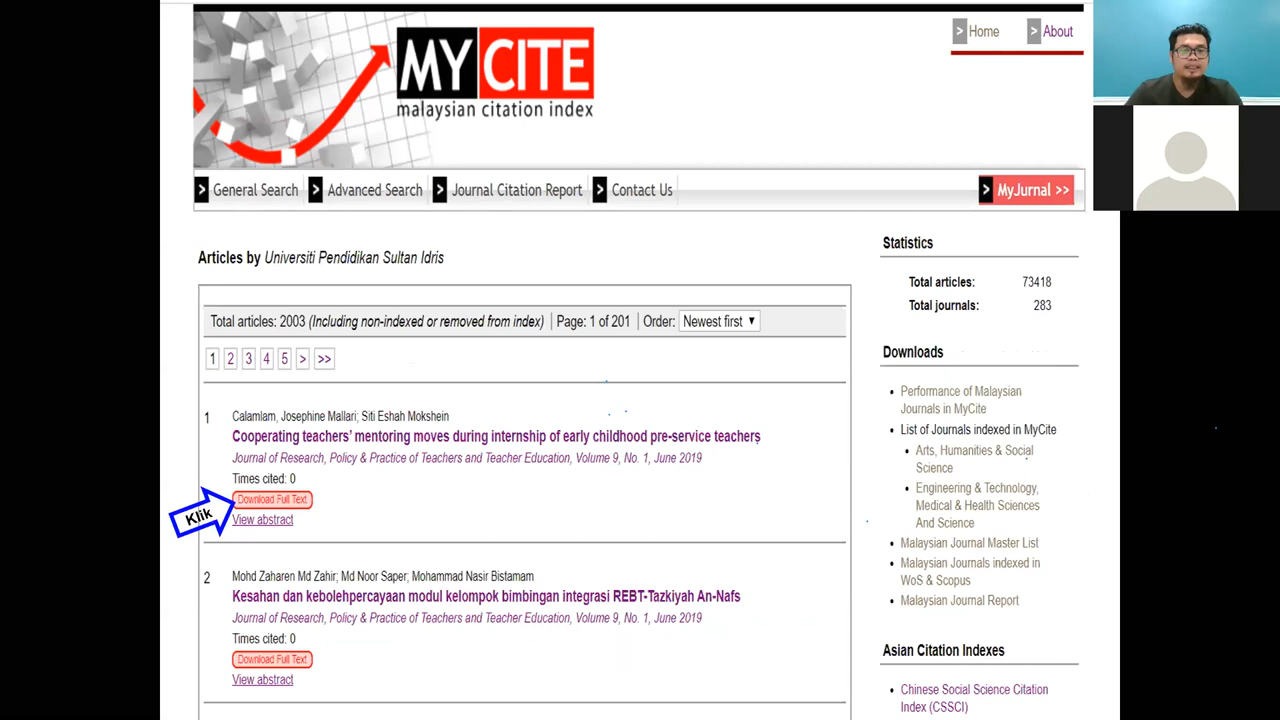 MYCITE
malaysian citation index
> Home > About
> General Search > Advanced Search > Journal Citation Report > Contact Us > MyJurnal >>
Articles by Universiti Pendidikan Sultan Idris
Total articles: 2003 (Including non-indexed or removed from index) | Page: 1 of 201 | Order: Newest first ▼
1 2 3 4 5 > >>
1
Calamlam, Josephine Mallari; Siti Eshah Mokshein
Cooperating teachers' mentoring moves during internship of early childhood pre-service teachers
Journal of Research, Policy & Practice of Teachers and Teacher Education, Volume 9, No. 1, June 2019
Times cited: 0
Download Full Text
Klik
View abstract
2
Mohd Zaharen Md Zahir; Md Noor Saper; Mohammad Nasir Bistamam
Kesahan dan kebolehpercayaan modul kelompok bimbingan integrasi REBT-Tazkiyah An-Nafs
Journal of Research, Policy & Practice of Teachers and Teacher Education, Volume 9, No. 1, June 2019
Times cited: 0
Download Full Text
View abstract
Statistics
Total articles: 73418
Total journals: 283
Downloads
Performance of Malaysian
Journals in MyCite
List of Journals indexed in MyCite
Arts, Humanities & Social
Science
Engineering & Technology,
Medical & Health Sciences
And Science
Malaysian Journal Master List
Malaysian Journals indexed in
WoS & Scopus
Malaysian Journal Report
Asian Citation Indexes
Chinese Social Science Citation
Index (CSSCI)